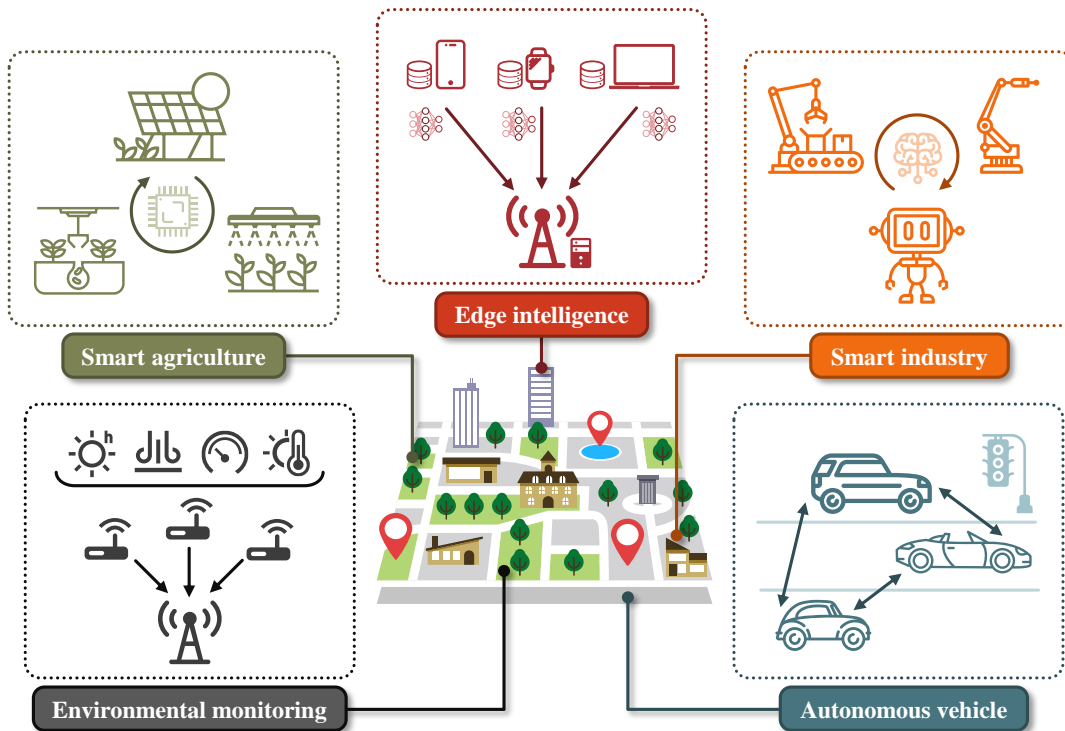 Edge intelligence
Smart agriculture
Smart industry
h
Environmental monitoring
Autonomous vehicle